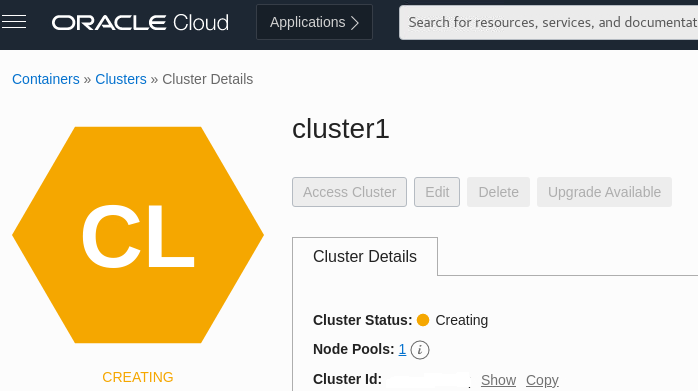 ORACLE Cloud Applications > Search for resources, services, and documentat
Containers » Clusters » Cluster Details
cluster1
Access Cluster Edit Delete Upgrade Available
CL
Cluster Details
Cluster Status: Creating
Node Pools: 1 i
CREATING
Cluster Id: Show Copy